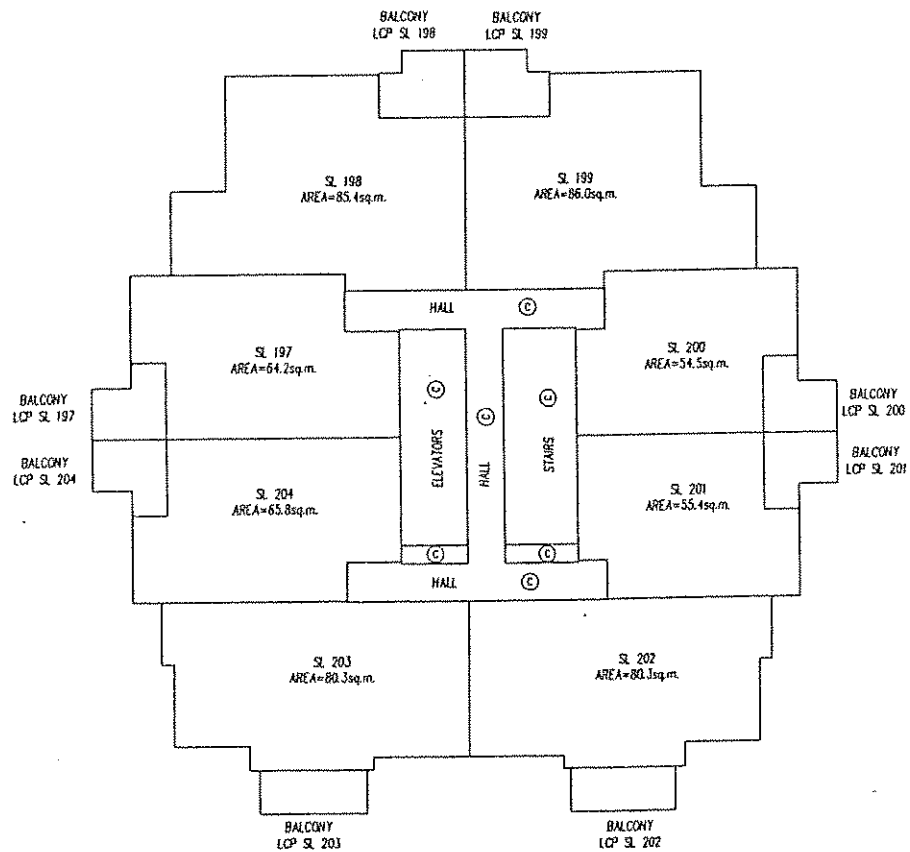 BALCONY
LCP SL 198
BALCONY
LCP SL 199
SL 198
AREA=85.4sq.m.
SL 199
AREA=86.0sq.m.
HALL
C
SL 197
AREA=64.2sq.m.
SL 200
AREA=54.5sq.m.
C
C
C
BALCONY
LCP SL 197
BALCONY
LCP SL 200
ELEVATORS
HALL
STAIRS
BALCONY
LCP SL 204
BALCONY
LCP SL 201
SL 204
AREA=65.8sq.m.
SL 201
AREA=55.4sq.m.
C
C
HALL
C
SL 203
AREA=80.3sq.m.
SL 202
AREA=80.3sq.m.
BALCONY
LCP SL 203
BALCONY
LCP SL 202